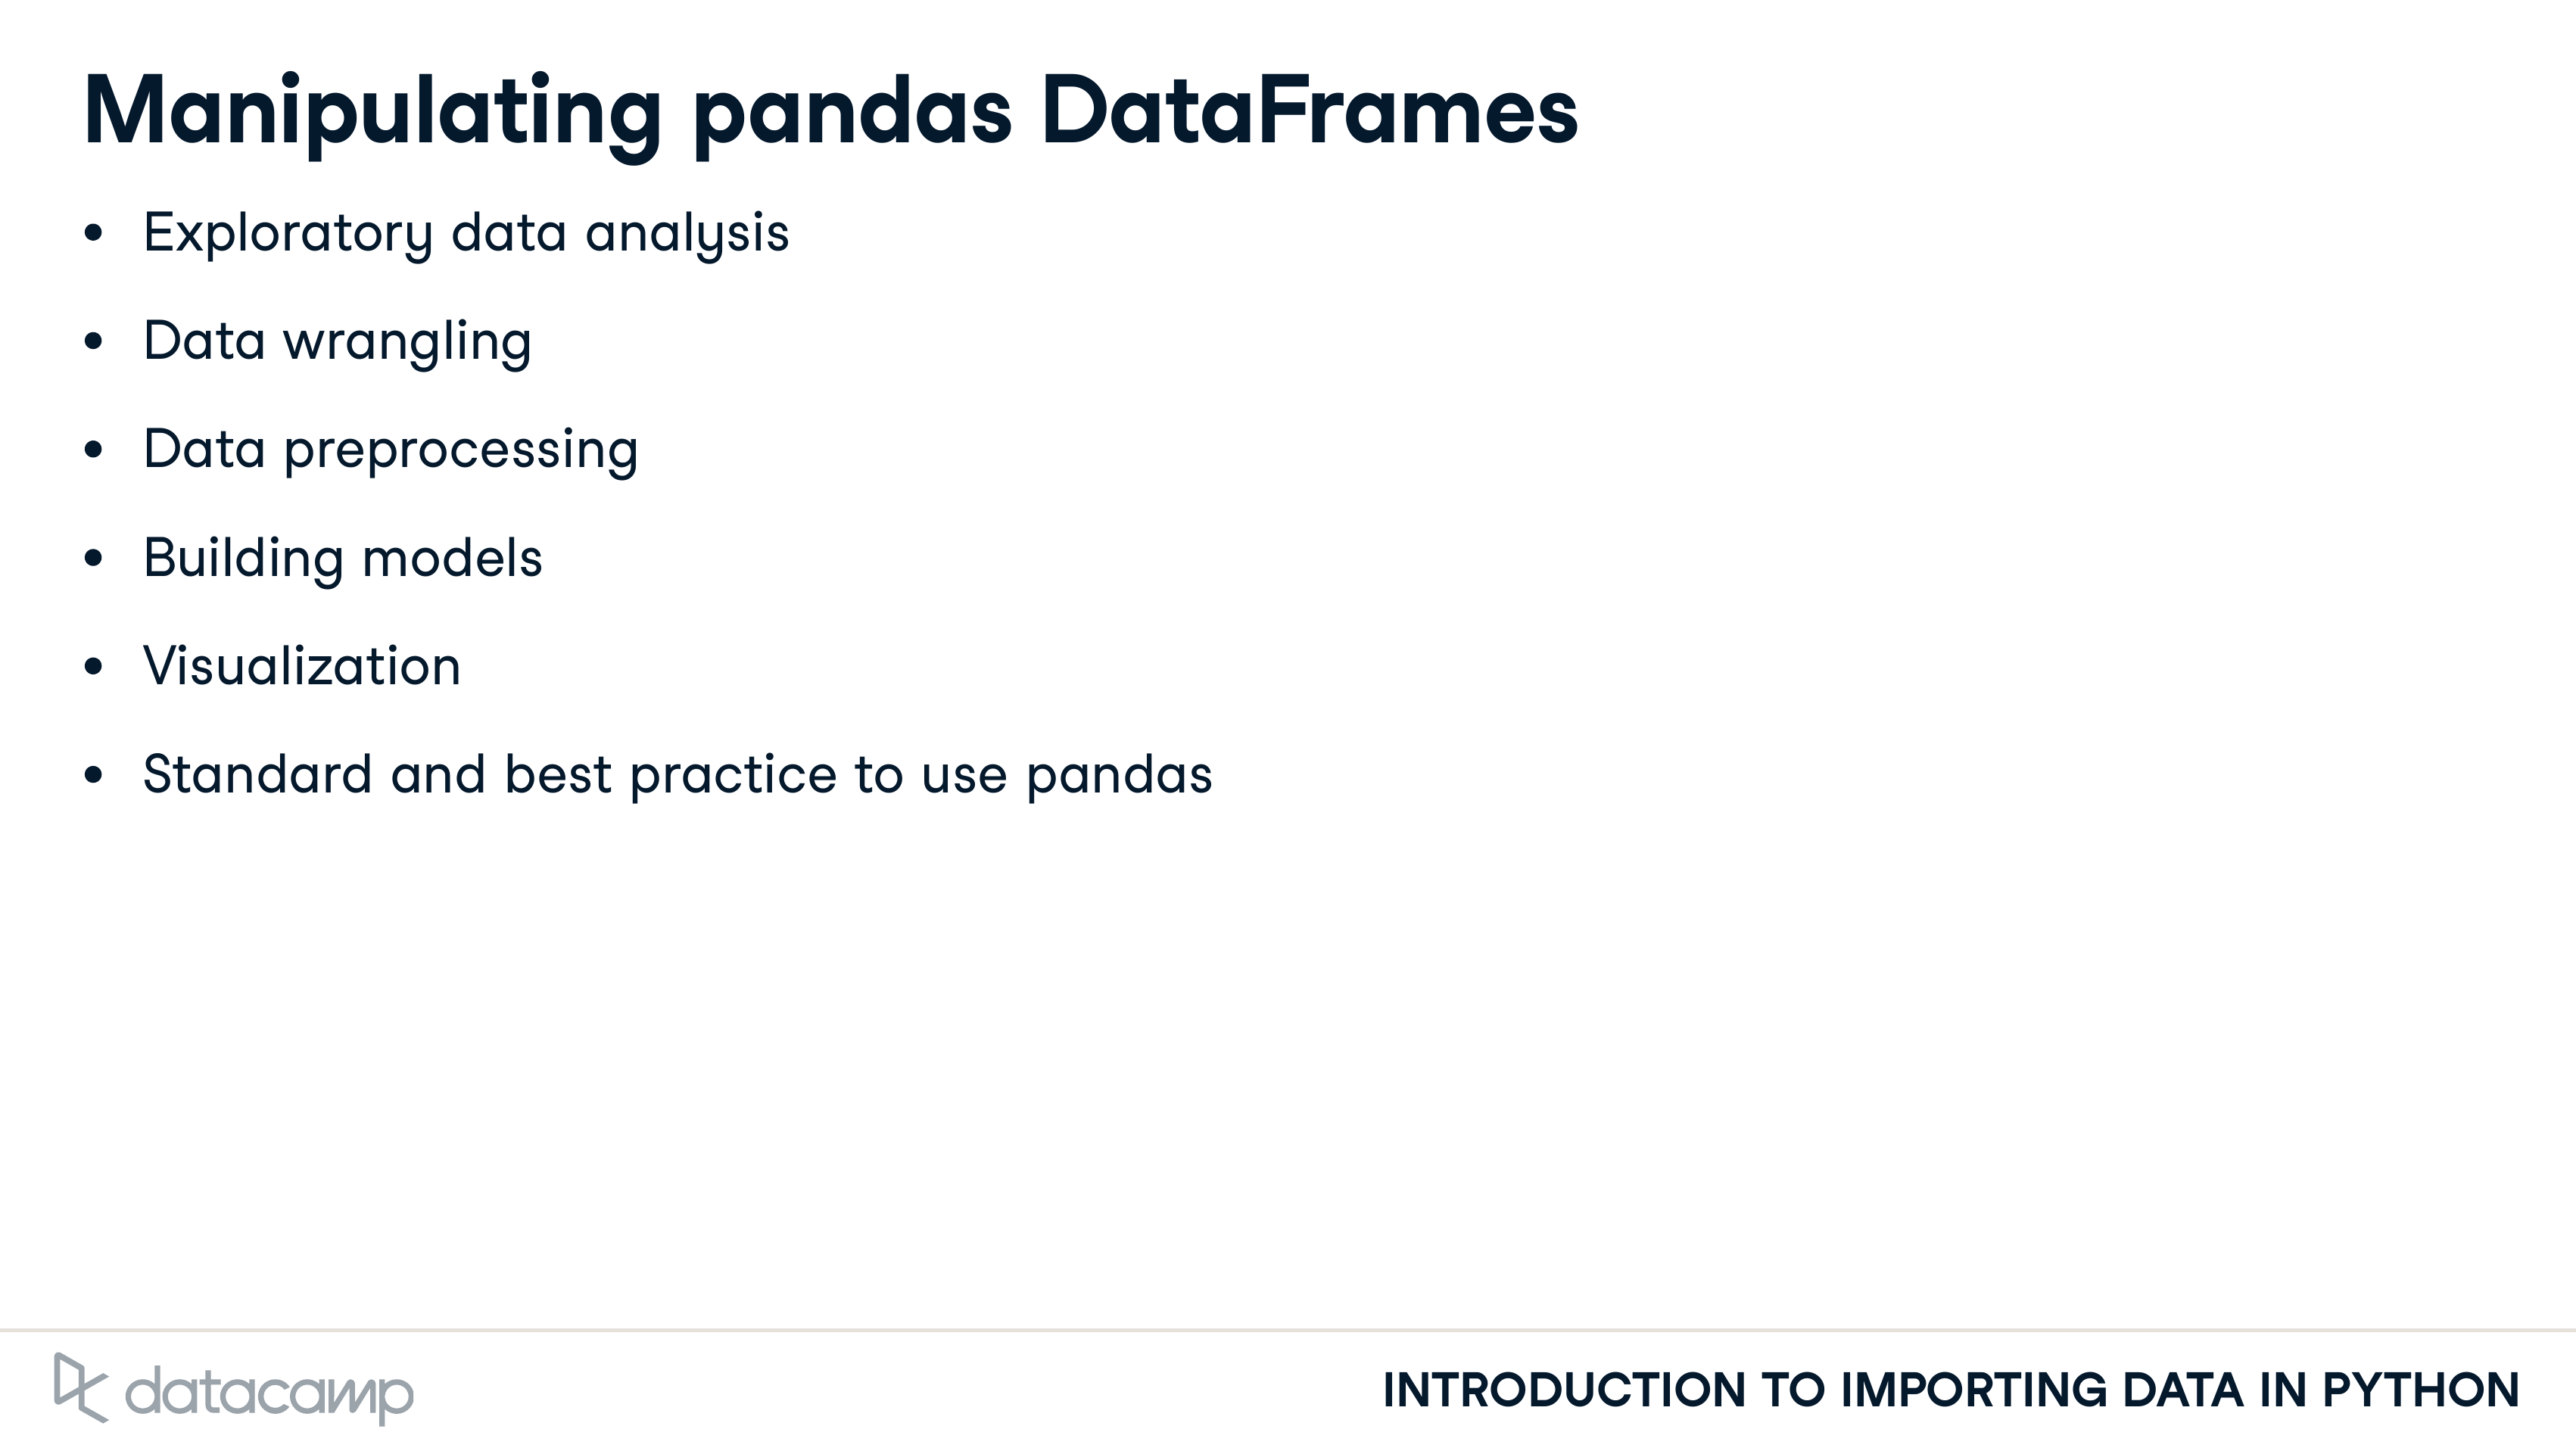 Manipulating pandas DataFrames
• Exploratory data analysis
• Data wrangling
• Data preprocessing
• Building models
• Visualization
• Standard and best practice to use pandas
datacamp
INTRODUCTION TO IMPORTING DATA IN PYTHON